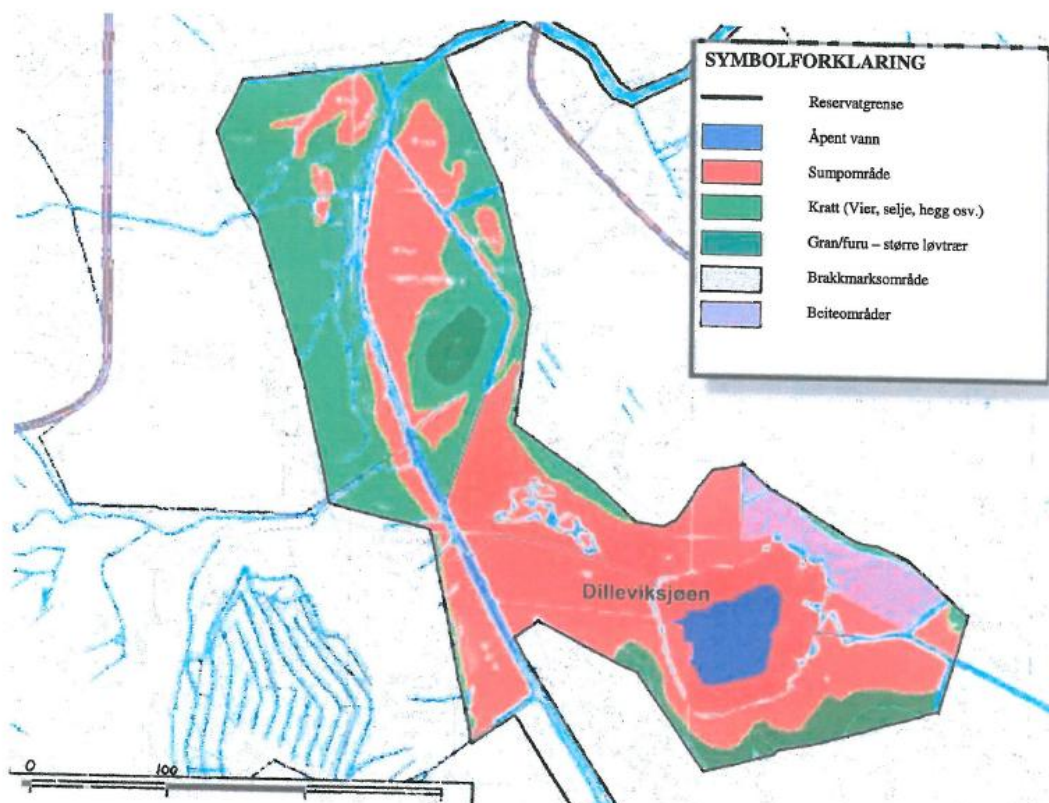 SYMBOLFORKLARING
Reservatgrense
Åpent vann
Sumpområde
Kratt (Vier, selje, hegg osv.)
Gran/furu – større løvtrær
Brakkmarksområde
Beiteområder
Dilleviksjøen
0 100